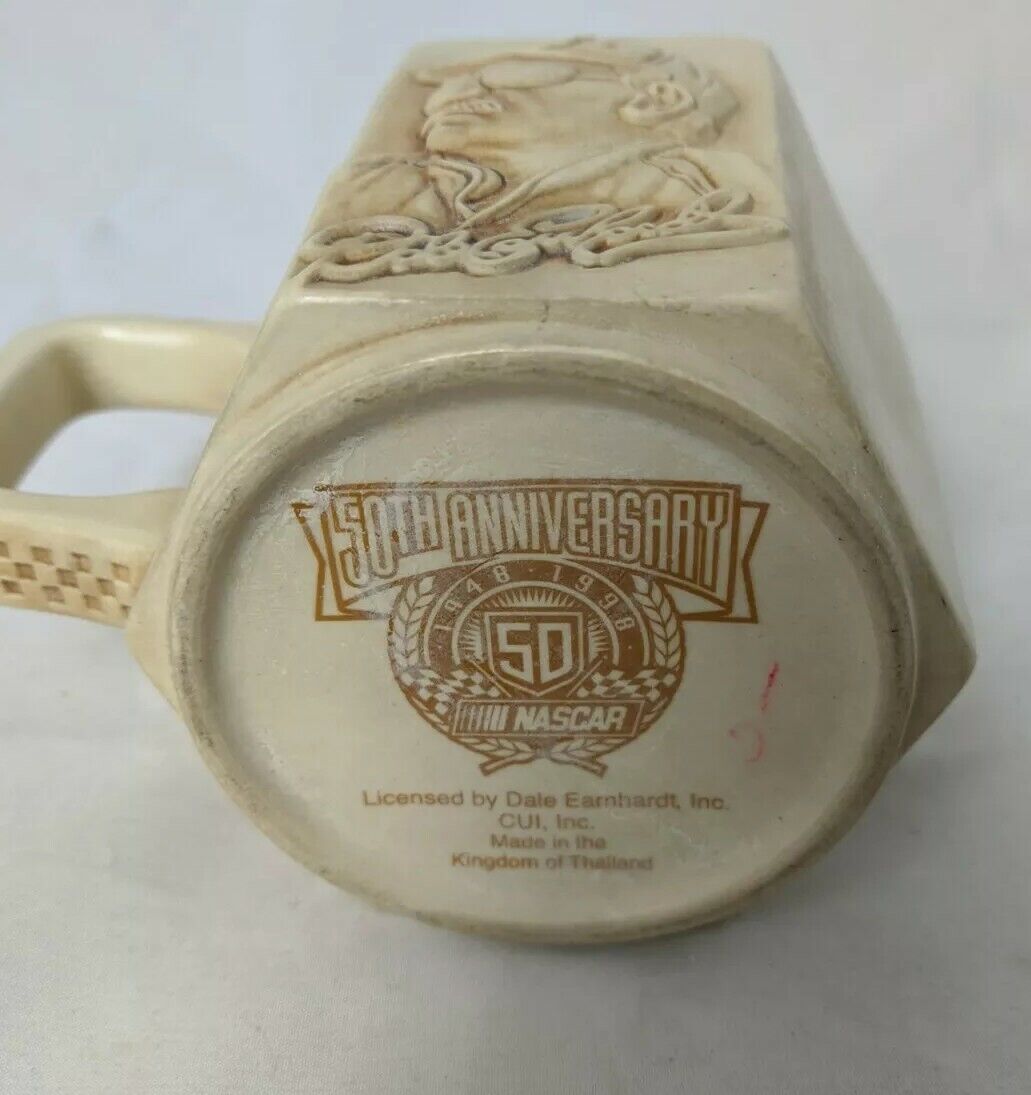 50TH ANNIVERSARY
1948 · 1998
50
NASCAR
Licensed by Dale Earnhardt, Inc.
CUI, Inc.
Made in the
Kingdom of Thailand